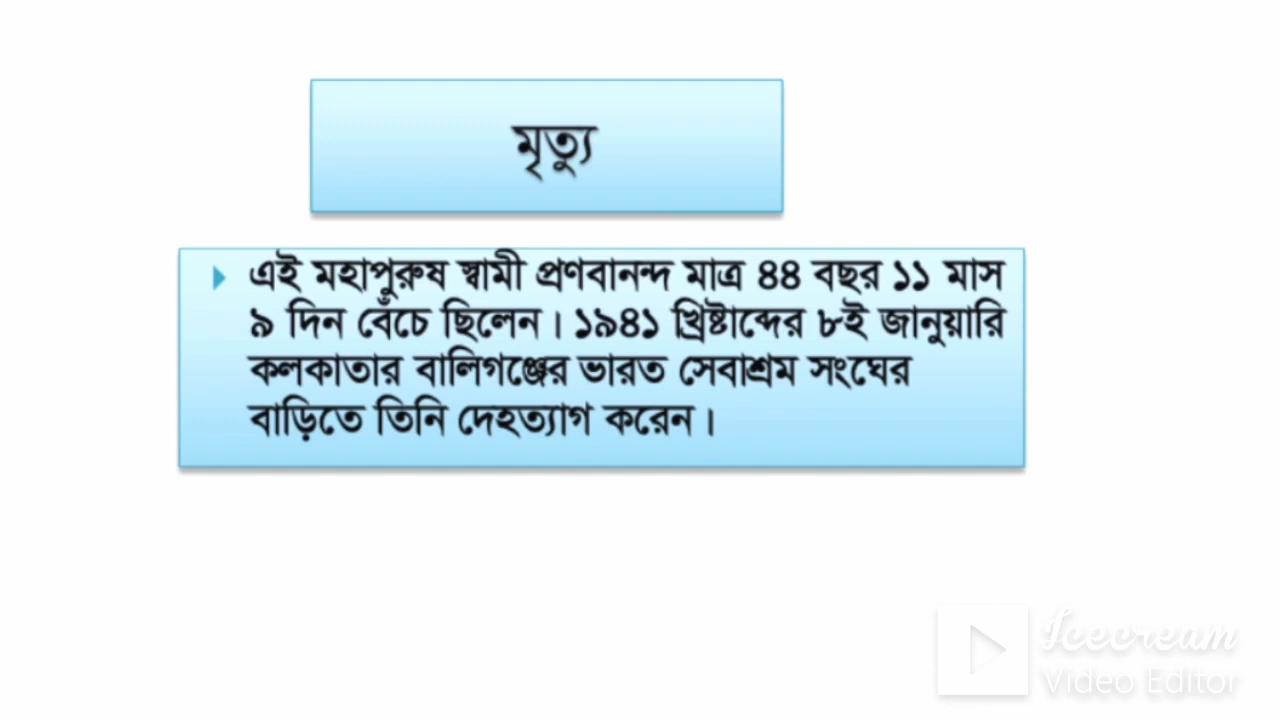 মৃত্যু
এই মহাপুরুষ স্বামী প্রণবানন্দ মাত্র ৪৪ বছর ১১ মাস
৯ দিন বেঁচে ছিলেন। ১৯৪১ খ্রিষ্টাব্দের ৮ই জানুয়ারি
কলকাতার বালিগঞ্জের ভারত সেবাশ্রম সংঘের
বাড়িতে তিনি দেহত্যাগ করেন।
Icecream
Video Editor